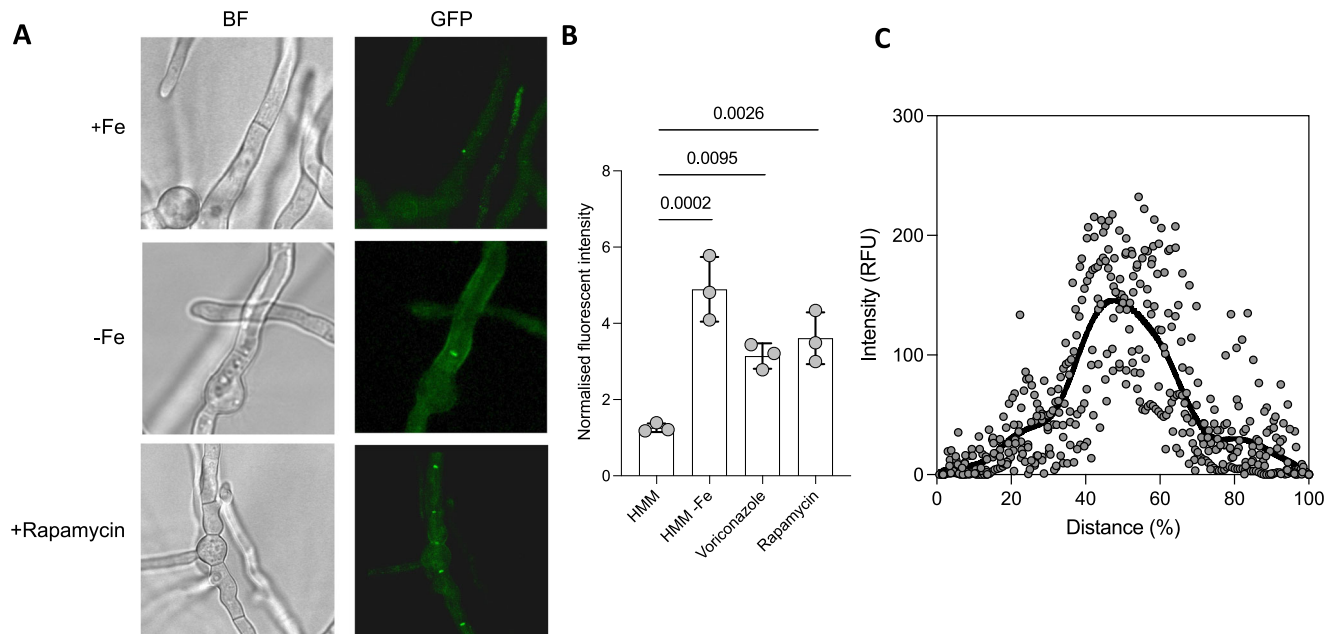 A
BF
GFP
+Fe
-Fe
+Rapamycin
B
0.0026
0.0095
0.0002
Normalised fluorescent intensity
8
6
4
2
0
HMM
HMM -Fe
Voriconazole
Rapamycin
C
Intensity (RFU)
300
200
100
0
0
20
40
60
80
100
Distance (%)